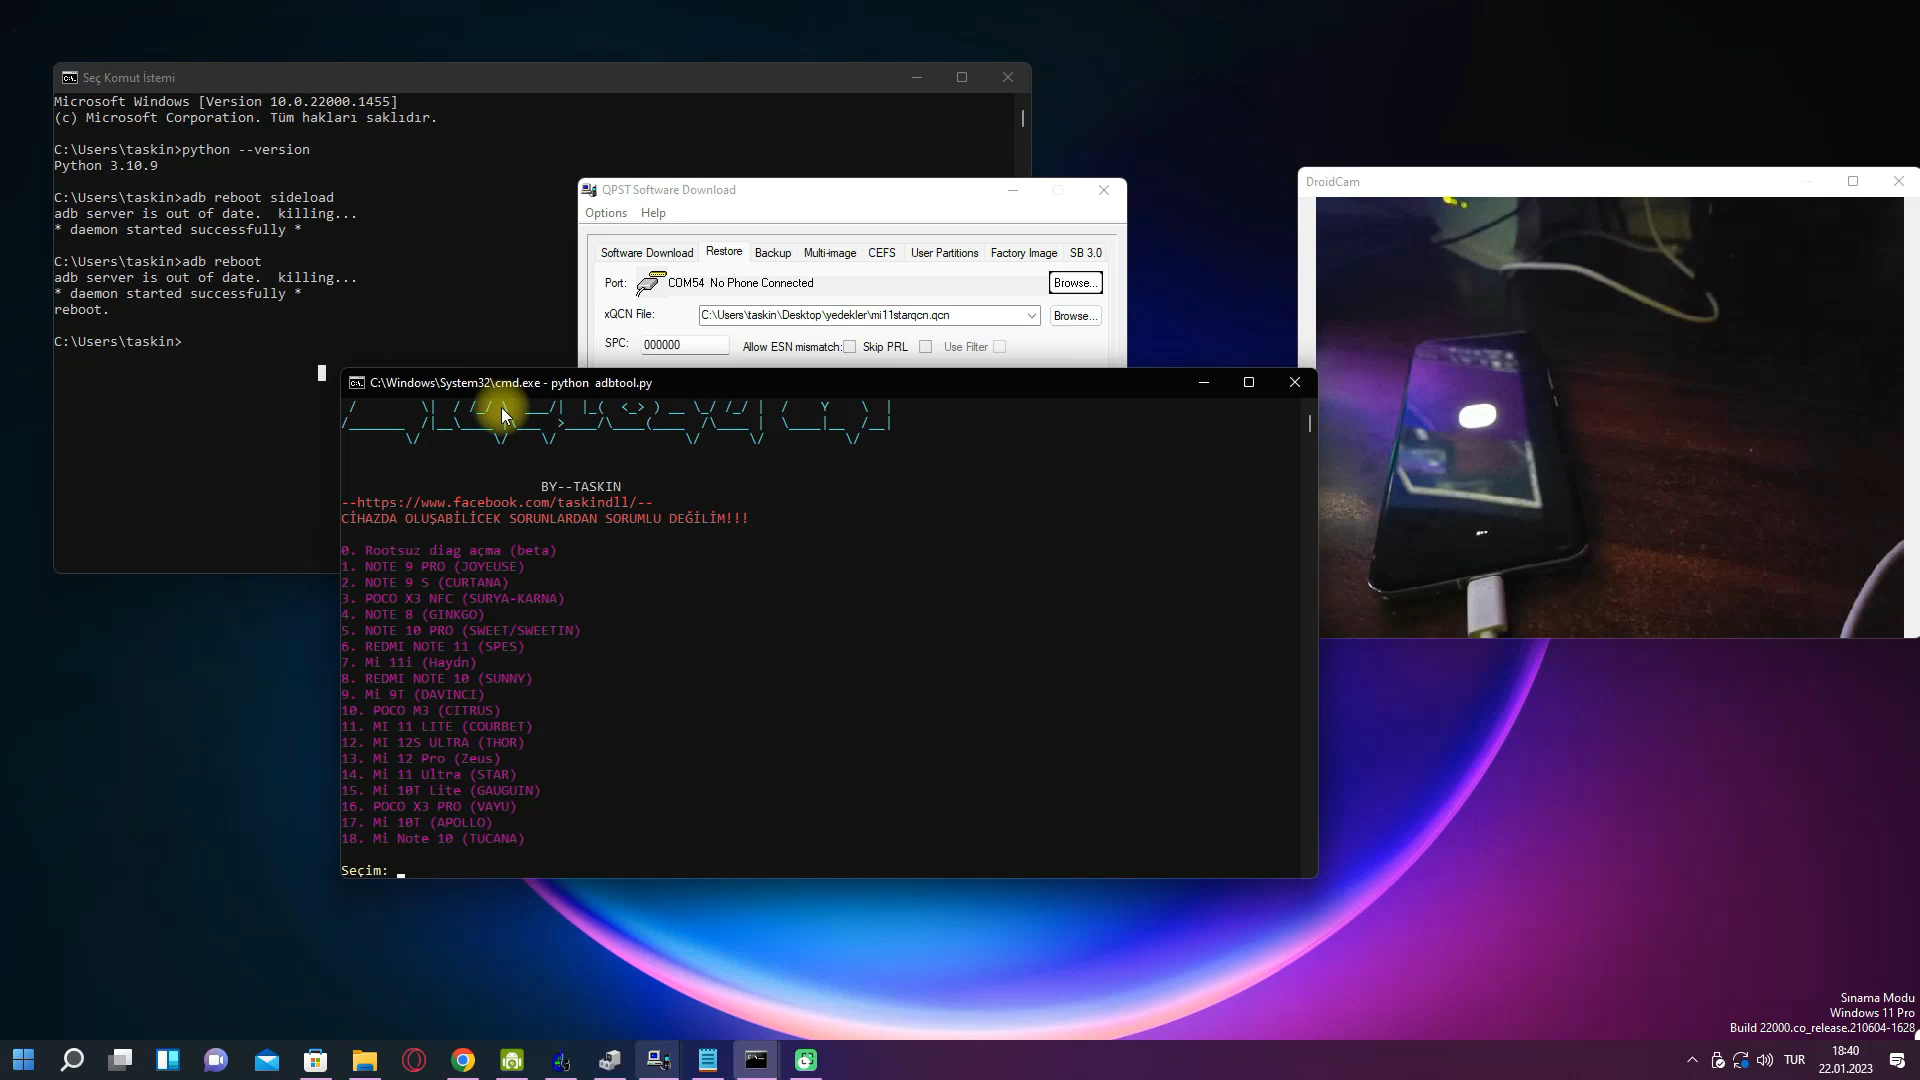 Seç Komut İstemi
Microsoft Windows [Version 10.0.22000.1455]
(c) Microsoft Corporation. Tüm hakları saklıdır.
C:\Users\taskin>python --version
Python 3.10.9
C:\Users\taskin>adb reboot sideload
adb server is out of date.  killing...
* daemon started successfully *
C:\Users\taskin>adb reboot
adb server is out of date.  killing...
* daemon started successfully *
reboot.
C:\Users\taskin>
QPST Software Download
Options Help
Software Download Restore Backup Multi-image CEFS User Partitions Factory Image SB 3.0
Port: COM54 No Phone Connected Browse...
xQCN File: C:\Users\taskin\Desktop\yedekler\mi11starqcn.qcn Browse...
SPC: 000000 Allow ESN mismatch: Skip PRL Use Filter
DroidCam
C:\Windows\System32\cmd.exe - python  adbtool.py
BY--TASKIN
--https://www.facebook.com/taskindll/--
CİHAZDA OLUŞABİLİCEK SORUNLARDAN SORUMLU DEĞİLİM!!!
0. Rootsuz diag açma (beta)
1. NOTE 9 PRO (JOYEUSE)
2. NOTE 9 S (CURTANA)
3. POCO X3 NFC (SURYA-KARNA)
4. NOTE 8 (GINKGO)
5. NOTE 10 PRO (SWEET/SWEETIN)
6. REDMI NOTE 11 (SPES)
7. Mi 11i (Haydn)
8. REDMI NOTE 10 (SUNNY)
9. Mi 9T (DAVINCI)
10. POCO M3 (CITRUS)
11. MI 11 LITE (COURBET)
12. MI 12S ULTRA (THOR)
13. Mi 12 Pro (Zeus)
14. Mi 11 Ultra (STAR)
15. Mi 10T Lite (GAUGUIN)
16. POCO X3 PRO (VAYU)
17. Mi 10T (APOLLO)
18. Mi Note 10 (TUCANA)
Seçim:
Sınama Modu
Windows 11 Pro
Build 22000.co_release.210604-1628
TUR
18:40
22.01.2023